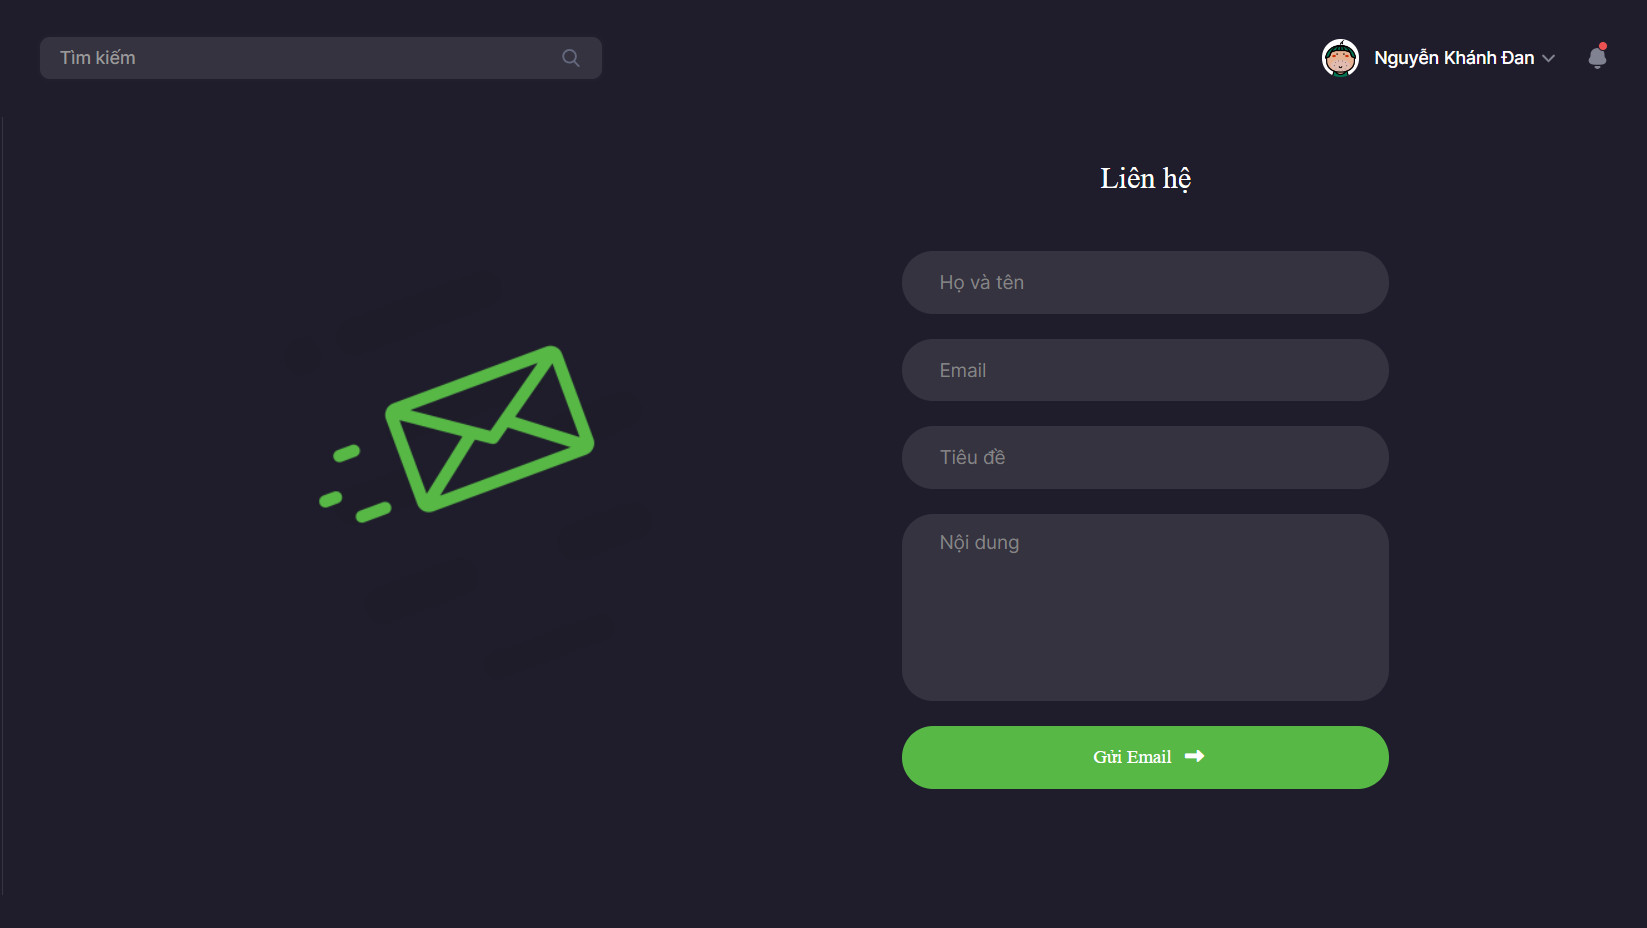 Tìm kiếm
Nguyễn Khánh Đan
Liên hệ
Họ và tên
Email
Tiêu đề
Nội dung
Gửi Email